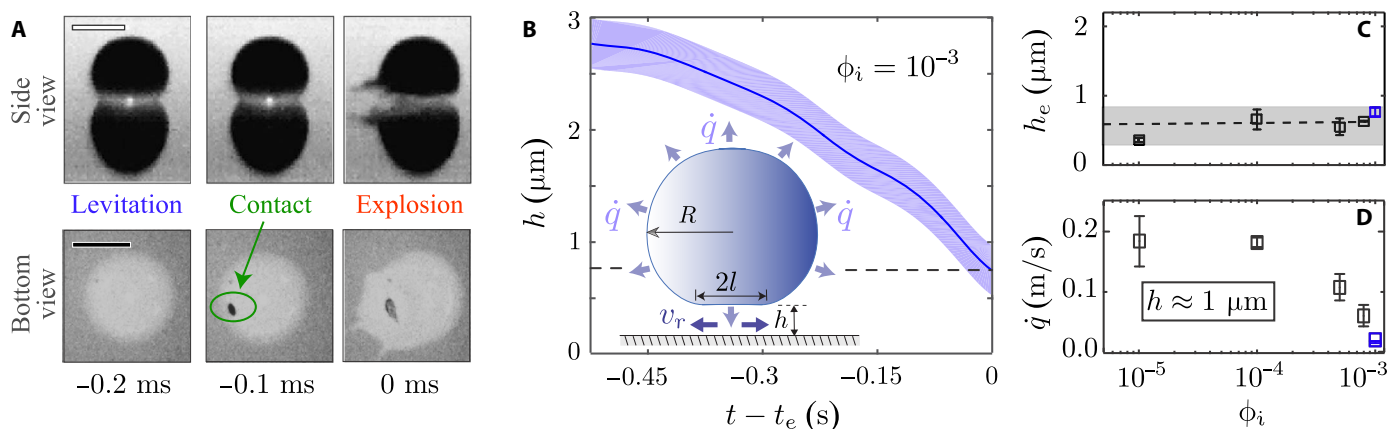 A
Side view
Levitation
Contact
Explosion
Bottom view
−0.2 ms
−0.1 ms
0 ms
B
h (μm)
3
2
1
0
ϕi = 10−3
q̇
q̇
q̇
R
2l
vr
h
−0.45
−0.3
−0.15
0
t − te (s)
C
he (μm)
2
1
0
D
q̇ (m/s)
0.2
0.1
0.0
h ≈ 1 μm
10−5
10−4
10−3
ϕi